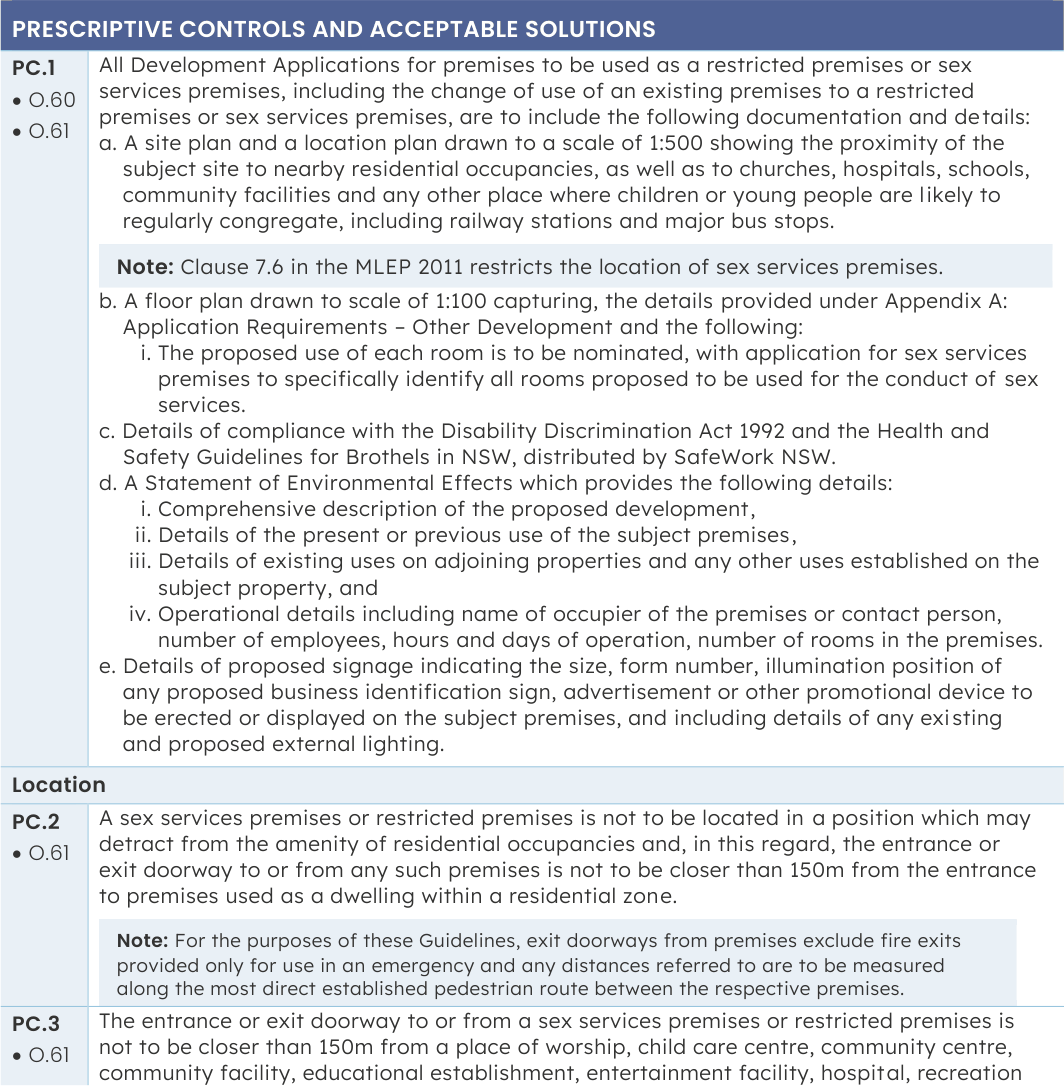 PRESCRIPTIVE CONTROLS AND ACCEPTABLE SOLUTIONS
PC.1
• O.60
• O.61
All Development Applications for premises to be used as a restricted premises or sex
services premises, including the change of use of an existing premises to a restricted
premises or sex services premises, are to include the following documentation and details:
a. A site plan and a location plan drawn to a scale of 1:500 showing the proximity of the
subject site to nearby residential occupancies, as well as to churches, hospitals, schools,
community facilities and any other place where children or young people are likely to
regularly congregate, including railway stations and major bus stops.
Note: Clause 7.6 in the MLEP 2011 restricts the location of sex services premises.
b. A floor plan drawn to scale of 1:100 capturing, the details provided under Appendix A:
Application Requirements – Other Development and the following:
i. The proposed use of each room is to be nominated, with application for sex services
premises to specifically identify all rooms proposed to be used for the conduct of sex
services.
c. Details of compliance with the Disability Discrimination Act 1992 and the Health and
Safety Guidelines for Brothels in NSW, distributed by SafeWork NSW.
d. A Statement of Environmental Effects which provides the following details:
i. Comprehensive description of the proposed development,
ii. Details of the present or previous use of the subject premises,
iii. Details of existing uses on adjoining properties and any other uses established on the
subject property, and
iv. Operational details including name of occupier of the premises or contact person,
number of employees, hours and days of operation, number of rooms in the premises.
e. Details of proposed signage indicating the size, form number, illumination position of
any proposed business identification sign, advertisement or other promotional device to
be erected or displayed on the subject premises, and including details of any existing
and proposed external lighting.
Location
PC.2
• O.61
A sex services premises or restricted premises is not to be located in a position which may
detract from the amenity of residential occupancies and, in this regard, the entrance or
exit doorway to or from any such premises is not to be closer than 150m from the entrance
to premises used as a dwelling within a residential zone.
Note: For the purposes of these Guidelines, exit doorways from premises exclude fire exits
provided only for use in an emergency and any distances referred to are to be measured
along the most direct established pedestrian route between the respective premises.
PC.3
• O.61
The entrance or exit doorway to or from a sex services premises or restricted premises is
not to be closer than 150m from a place of worship, child care centre, community centre,
community facility, educational establishment, entertainment facility, hospital, recreation